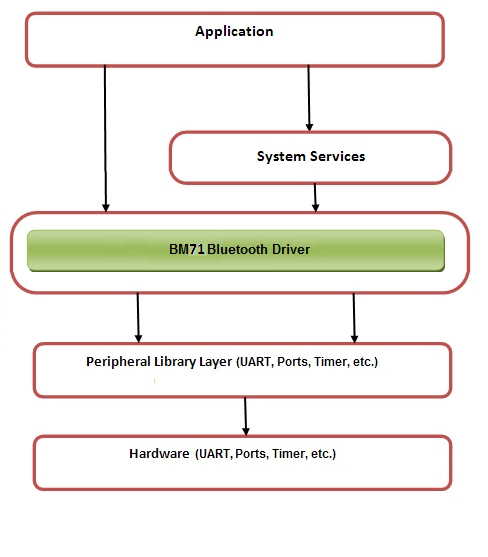 Application
System Services
BM71 Bluetooth Driver
Peripheral Library Layer (UART, Ports, Timer, etc.)
Hardware (UART, Ports, Timer, etc.)